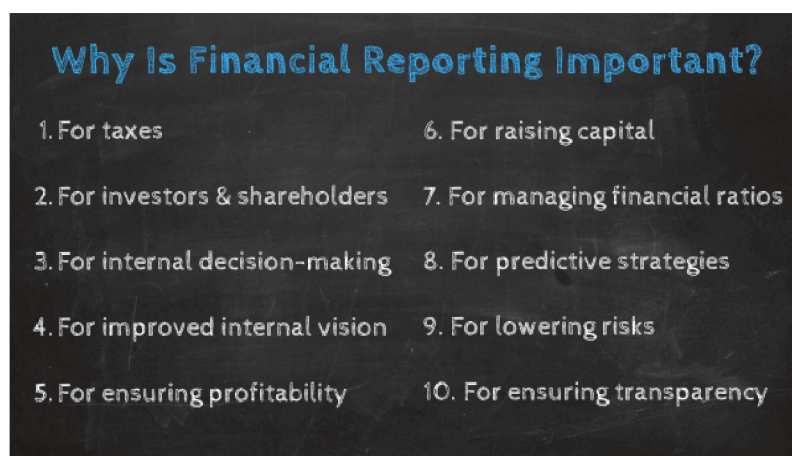 Why Is Financial Reporting Important?
1. For taxes
2. For investors & shareholders
3. For internal decision-making
4. For improved internal vision
5. For ensuring profitability
6. For raising capital
7. For managing financial ratios
8. For predictive strategies
9. For lowering risks
10. For ensuring transparency